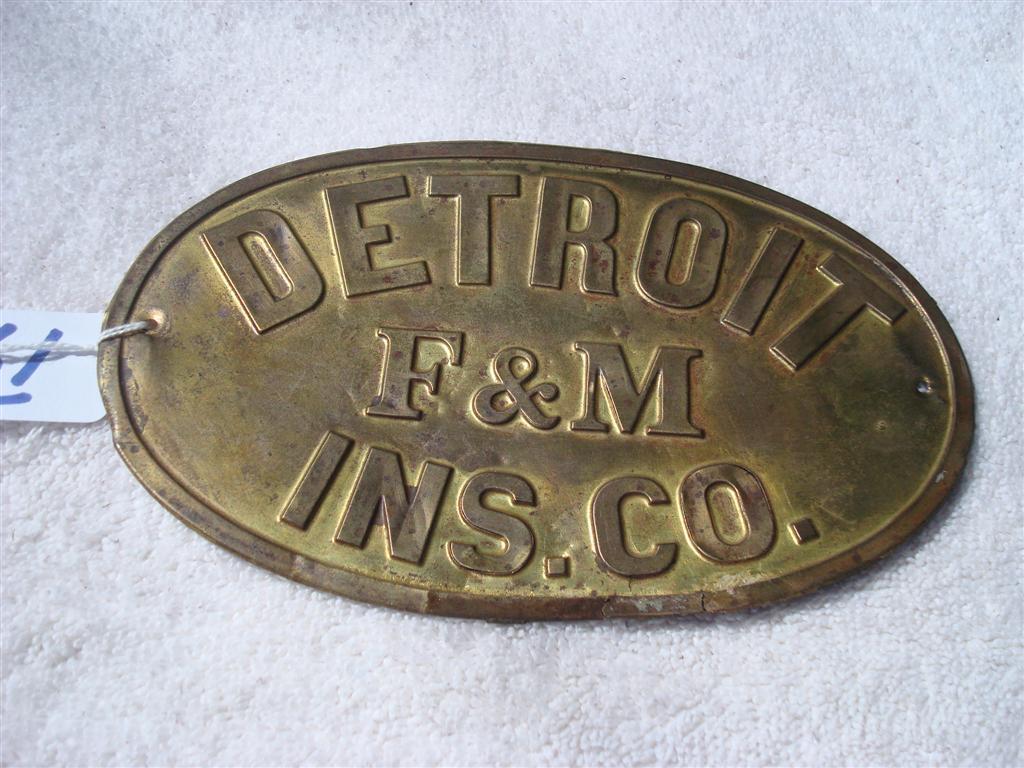 DETROIT
F & M
INS. CO.